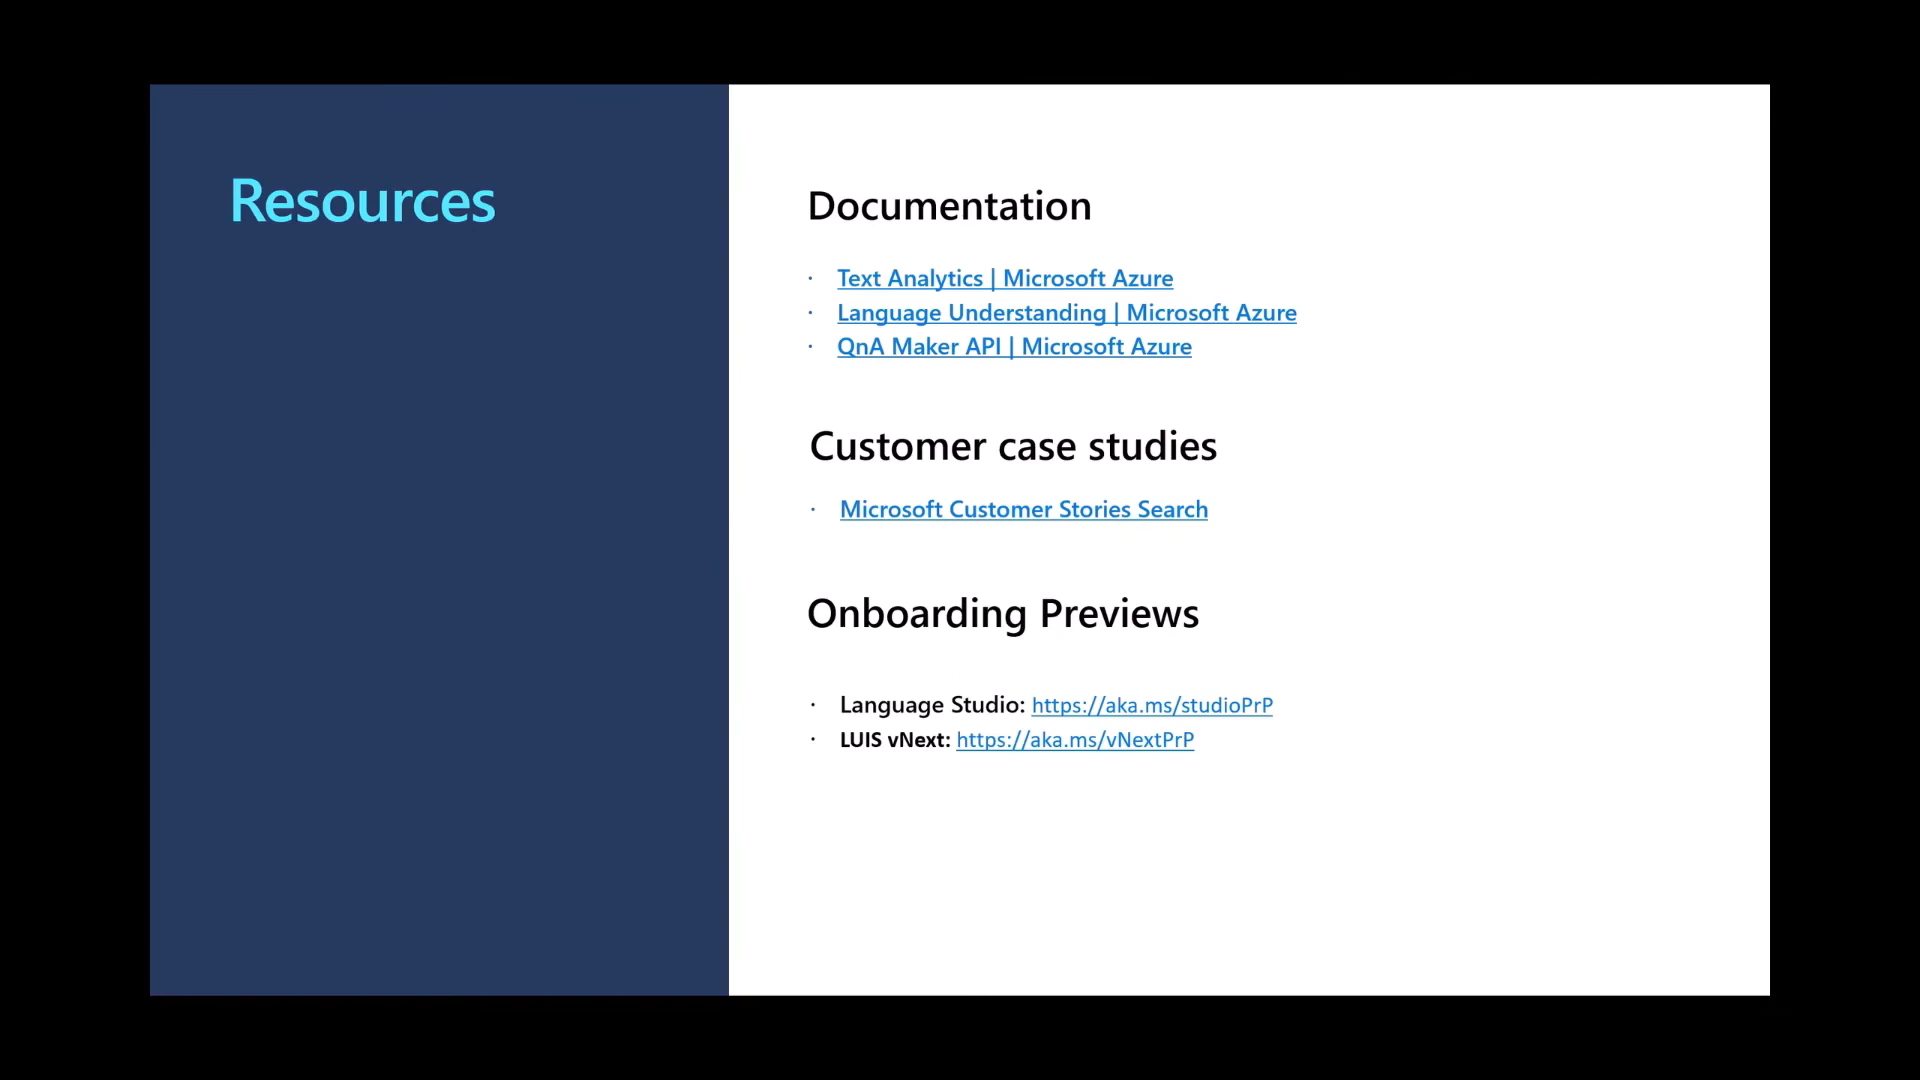 Resources
Documentation
· Text Analytics | Microsoft Azure
· Language Understanding | Microsoft Azure
· QnA Maker API | Microsoft Azure
Customer case studies
· Microsoft Customer Stories Search
Onboarding Previews
· Language Studio: https://aka.ms/studioPrP
· LUIS vNext: https://aka.ms/vNextPrP